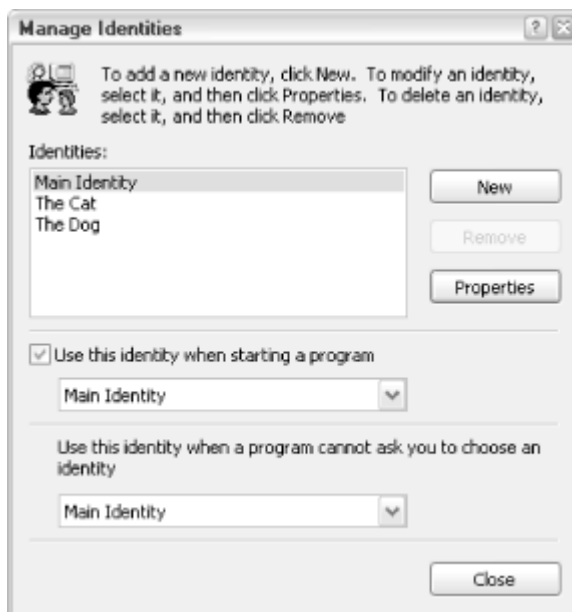 Manage Identities
To add a new identity, click New. To modify an identity,
select it, and then click Properties. To delete an identity,
select it, and then click Remove
Identities:
Main Identity
The Cat
The Dog
New
Remove
Properties
Use this identity when starting a program
Main Identity
Use this identity when a program cannot ask you to choose an
identity
Main Identity
Close